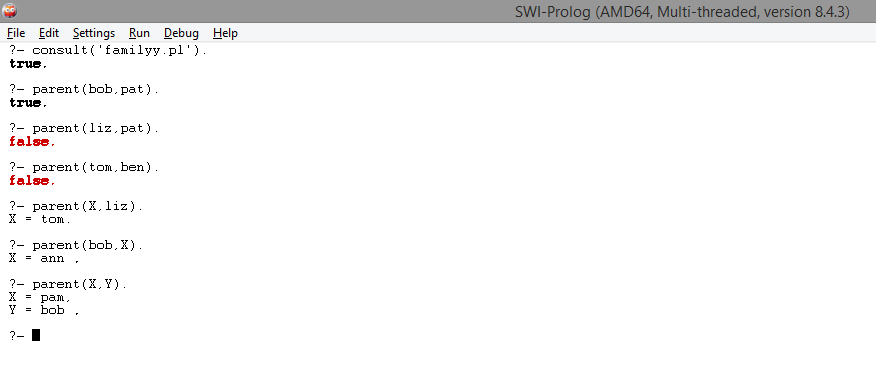 SWI-Prolog (AMD64, Multi-threaded, version 8.4.3)
File Edit Settings Run Debug Help
?- consult('familyy.pl').
true.
?- parent(bob,pat).
true.
?- parent(liz,pat).
false.
?- parent(tom,ben).
false.
?- parent(X,liz).
X = tom.
?- parent(bob,X).
X = ann .
?- parent(X,Y).
X = pam,
Y = bob .
?-